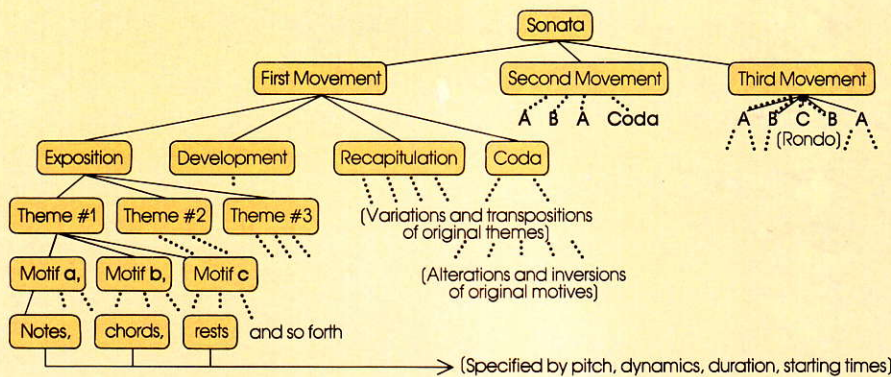 Sonata
First Movement
Second Movement
Third Movement
A B A Coda
A B C B A
(Rondo)
Exposition
Development
Recapitulation
Coda
Theme #1
Theme #2
Theme #3
(Variations and transpositions
of original themes)
Motif a,
Motif b,
Motif c
(Alterations and inversions
of original motives)
Notes,
chords,
rests
and so forth
(Specified by pitch, dynamics, duration, starting times)